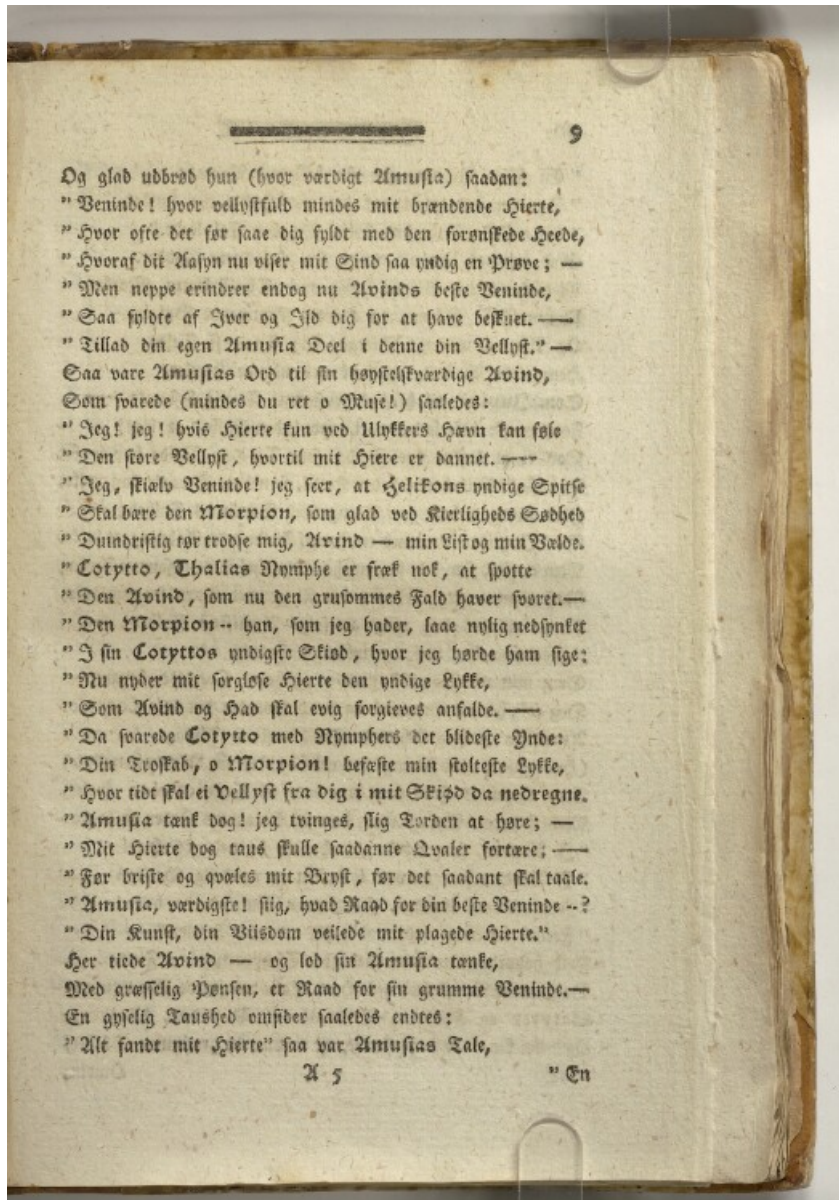 9
Og glad udbrød hun (hvor værdigt Amusia) saadan:
” Veninde! hvor vellystfuld mindes mit brændende Hierte,
” Hvor ofte det før saae dig fyldt med den forønskede Heede,
” Hvoraf dit Aasyn nu viser mit Sind saa yndig en Prøve; —
” Men neppe erindrer endog nu Avinds beste Veninde,
” Saa fyldte af Iver og Ild dig for at have beskuet. —
” Tillad din egen Amusia Deel i denne din Vellyst.” —
Saa vare Amusias Ord til sin høystelskværdige Avind,
Som svarede (mindes du ret o Muse!) saaledes:
” Jeg! jeg! hvis Hierte kun ved Ulykkers Hævn kan føle
” Den store Vellyst, hvortil mit Hiere er dannet. —
” Jeg, skiælv Veninde! jeg seer, at Helikons yndige Spitse
” Skal bære den Morpion, som glad ved Kierligheds Sødhed
” Dumdristig tør trodse mig, Avind — min List og min Vælde.
” Cotytto, Thalias Nymphe er fræk nok, at spotte
” Den Avind, som nu den grusommes Fald haver svoret.—
” Den Morpion -- han, som jeg hader, laae nylig nedsynket
” I sin Cotyttos yndigste Skiød, hvor jeg hørde ham sige:
” Nu nyder mit sorgløse Hierte den yndige Lykke,
” Som Avind og Had skal evig forgieves anfalde. —
” Da svarede Cotytto med Nymphers det blideste Ynde:
” Din Troskab, o Morpion! befæste min stolteste Lykke,
” Hvor tidt skal ei Vellyst fra dig i mit Skiød da nedregne.
” Amusia tænk dog! jeg tvinges, slig Torden at høre; —
” Mit Hierte dog taus skulle saadanne Qvaler fortære; —
” Før briste og qvæles mit Bryst, før det saadant skal taale.
” Amusia, værdigste! siig, hvad Raad for din beste Veninde --?
” Din Kunst, din Viisdom veilede mit plagede Hierte.”
Her tiede Avind — og lod sin Amusia tænke,
Med græsselig Pønsen, er Raad for sin grumme Veninde.—
En gyselig Taushed omsider saaledes endtes:
” Alt fandt mit Hierte” saa var Amusias Tale,
A 5 ” En